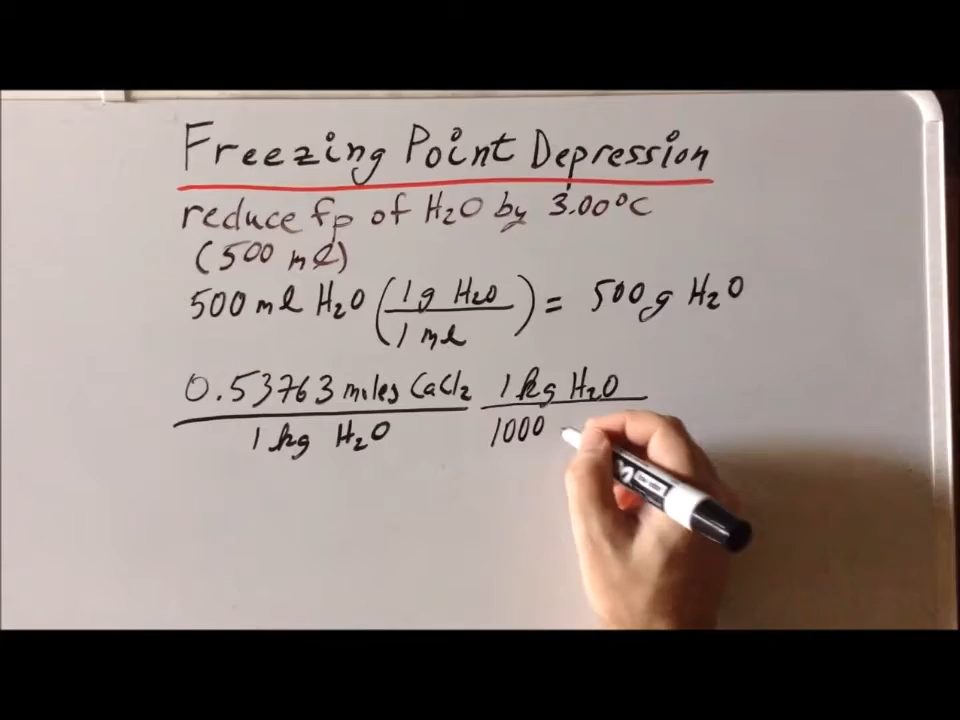 Freezing Point Depression
reduce fp of H₂O by 3.00°C
(500 ml)
500 ml H₂O (1g H₂O / 1 ml) = 500 g H₂O
0.53763 moles CaCl₂ 1 kg H₂O
1 kg H₂O 1000